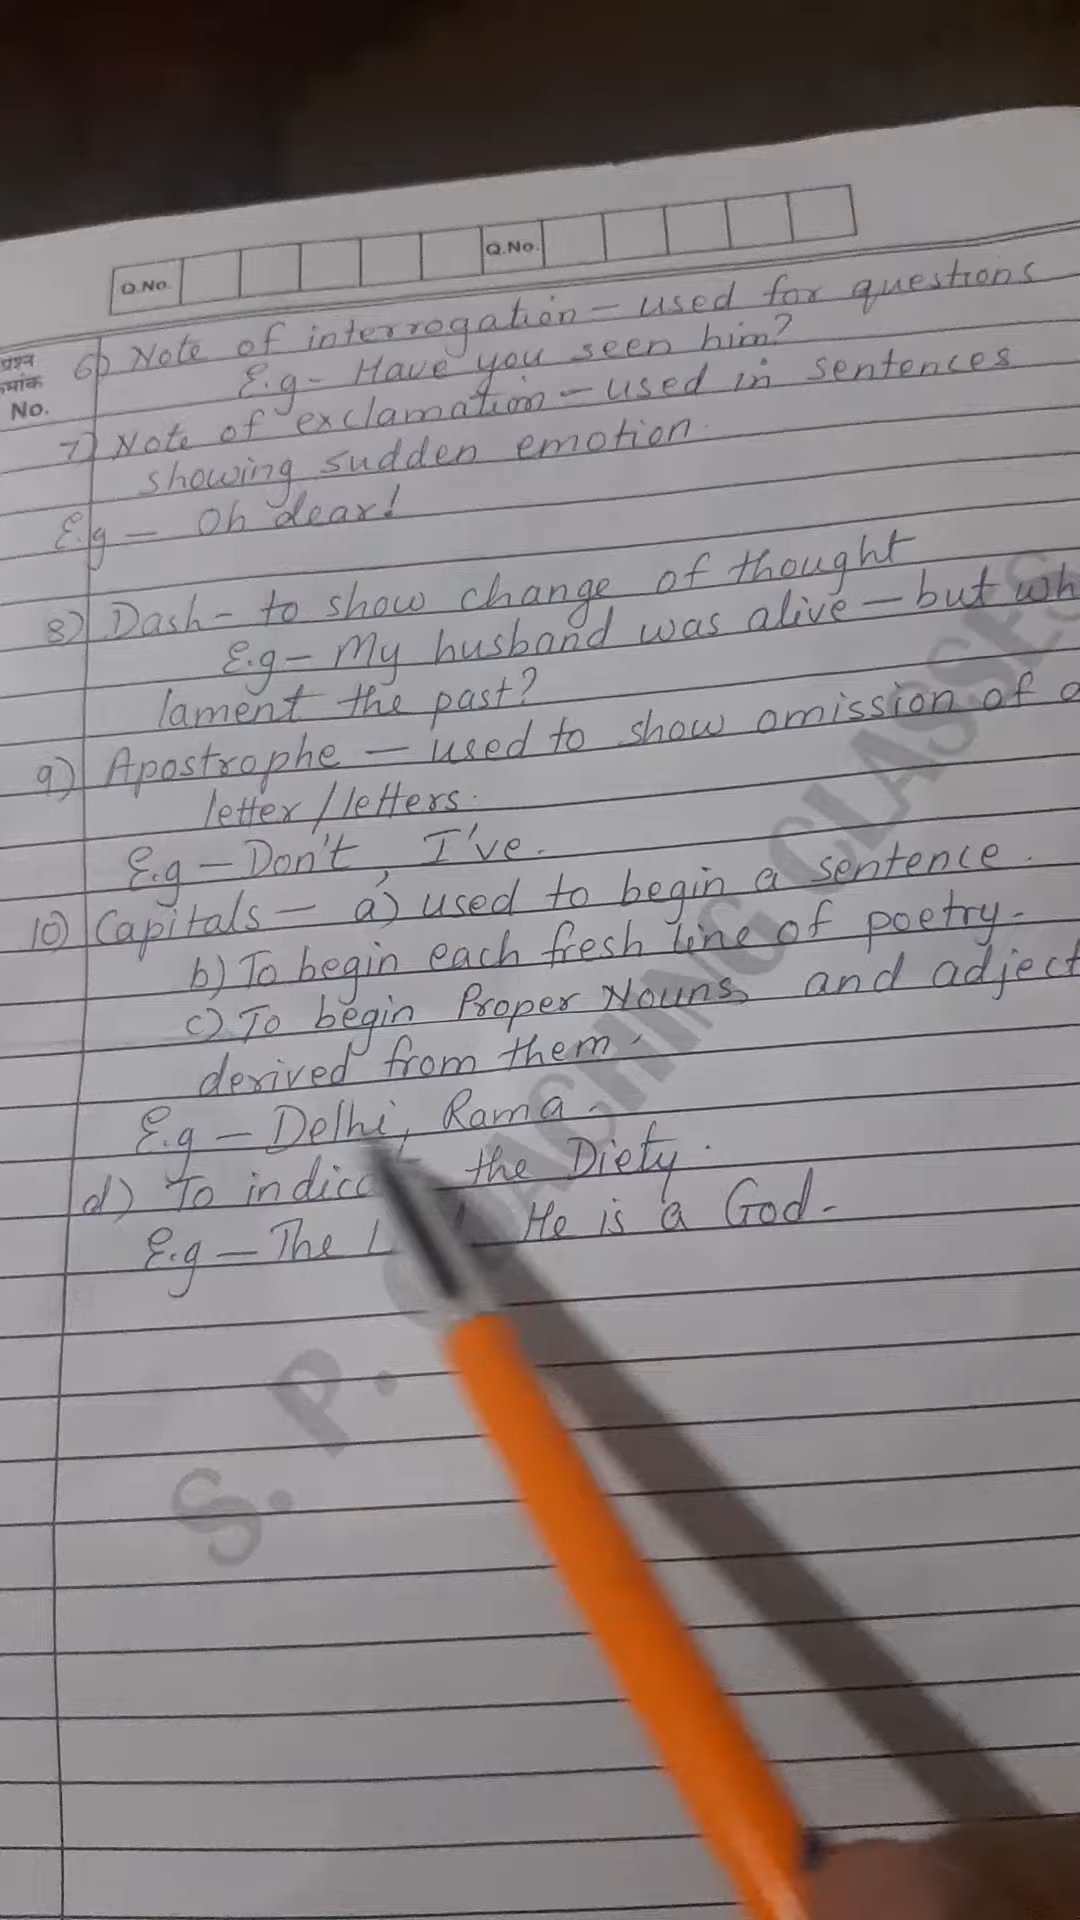 Q.No. Q.No.
प्रश्न
No.
6) Note of interrogation - used for questions
E.g - Have you seen him?
7) Note of exclamation - used in sentences
showing sudden emotion.
E.g - Oh dear!
8) Dash - to show change of thought
E.g - My husband was alive - but
lament the past?
9) Apostrophe - used to show omission of a
letter/letters.
E.g - Don't, I've.
10) Capitals - a) used to begin a sentence.
b) To begin each fresh line of poetry.
c) To begin Proper Nouns and
derived from them.
E.g - Delhi, Rama.
d) To the Diety.
E.g - The He is a God.
S. P. COACHING CLASSES